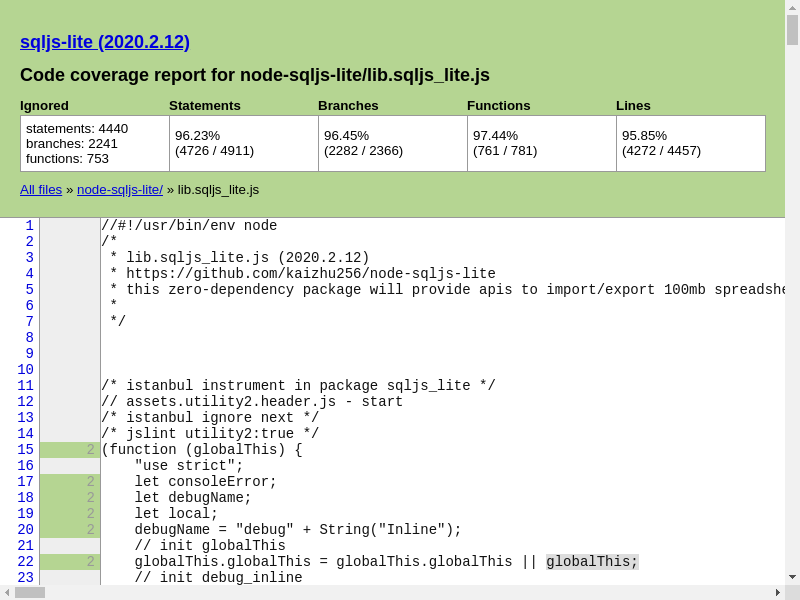 sqljs-lite (2020.2.12)
Code coverage report for node-sqljs-lite/lib.sqljs_lite.js
Ignored Statements Branches Functions Lines
statements: 4440
branches: 2241
functions: 753
96.23%
(4726 / 4911)
96.45%
(2282 / 2366)
97.44%
(761 / 781)
95.85%
(4272 / 4457)
All files » node-sqljs-lite/ » lib.sqljs_lite.js
1 //#!/usr/bin/env node
2 /*
3  * lib.sqljs_lite.js (2020.2.12)
4  * https://github.com/kaizhu256/node-sqljs-lite
5  * this zero-dependency package will provide apis to import/export 100mb spreadshe
6  *
7  */
8
9
10
11 /* istanbul instrument in package sqljs_lite */
12 // assets.utility2.header.js - start
13 /* istanbul ignore next */
14 /* jslint utility2:true */
15 2 (function (globalThis) {
16     "use strict";
17 2     let consoleError;
18 2     let debugName;
19 2     let local;
20 2     debugName = "debug" + String("Inline");
21     // init globalThis
22 2     globalThis.globalThis = globalThis.globalThis || globalThis;
23     // init debug_inline